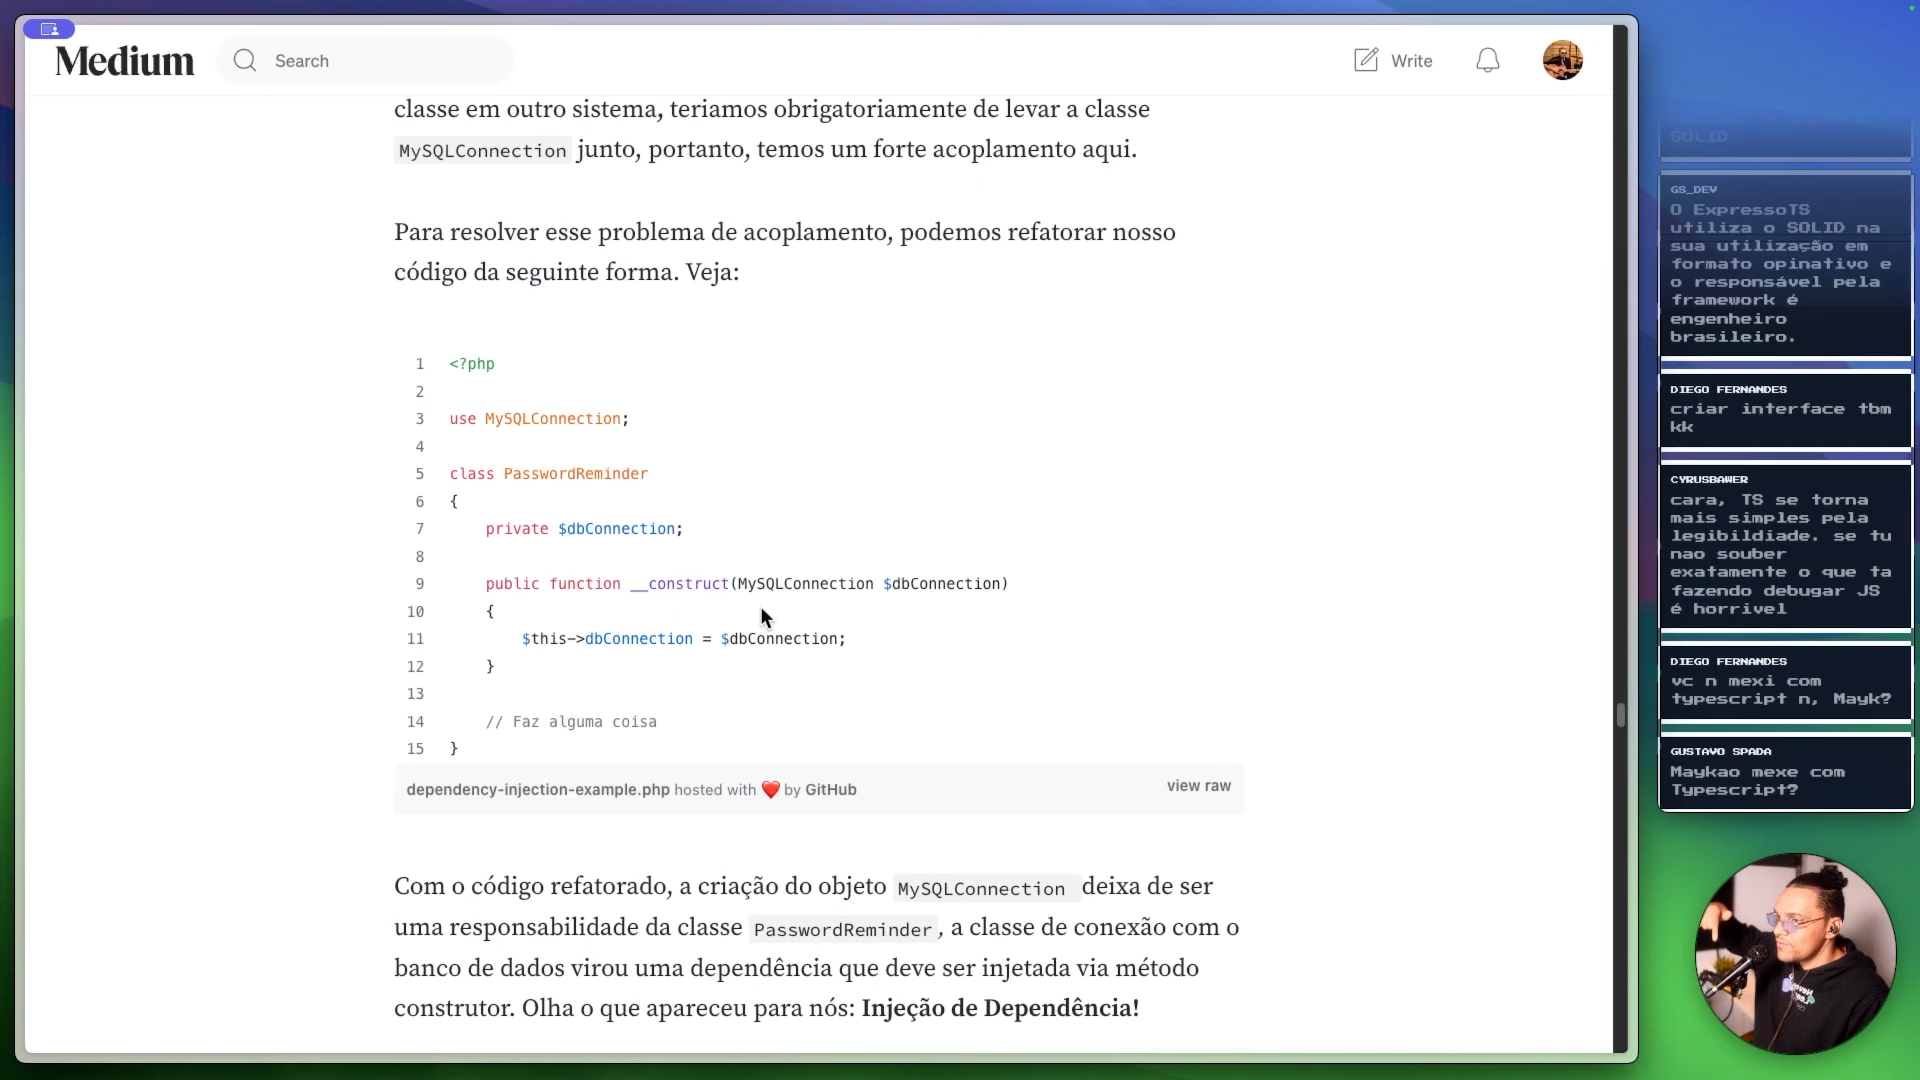 Medium
Search
Write
classe em outro sistema, teriamos obrigatoriamente de levar a classe
MySQLConnection junto, portanto, temos um forte acoplamento aqui.
Para resolver esse problema de acoplamento, podemos refatorar nosso
código da seguinte forma. Veja:
1 <?php
2
3 use MySQLConnection;
4
5 class PasswordReminder
6 {
7 private $dbConnection;
8
9 public function __construct(MySQLConnection $dbConnection)
10 {
11 $this->dbConnection = $dbConnection;
12 }
13
14 // Faz alguma coisa
15 }
dependency-injection-example.php hosted with ❤ by GitHub
view raw
Com o código refatorado, a criação do objeto MySQLConnection deixa de ser
uma responsabilidade da classe PasswordReminder, a classe de conexão com o
banco de dados virou uma dependência que deve ser injetada via método
construtor. Olha o que apareceu para nós: Injeção de Dependência!
SOLID
GS_DEV
O ExpressoTS
utiliza o SOLID na
sua utilização em
formato opinativo e
o responsável pela
framework é
engenheiro
brasileiro.
DIEGO FERNANDES
criar interface tbm
kk
CYRUSBAWER
cara, TS se torna
mais simples pela
legibildiade. se tu
nao souber
exatamente o que ta
fazendo debugar JS
é horrivel
DIEGO FERNANDES
vc n mexi com
typescript n, Mayk?
GUSTAVO SPADA
Maykao mexe com
Typescript?